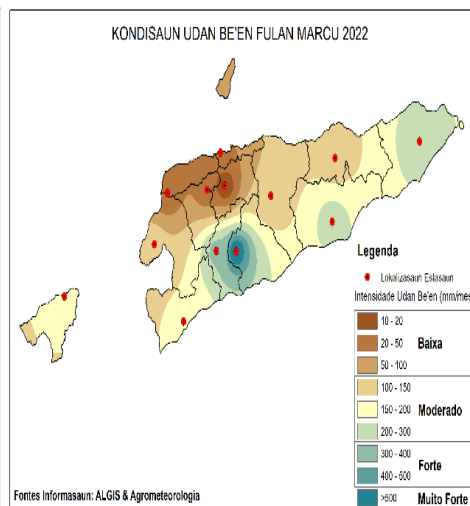 KONDISAUN UDAN BE'EN FULAN MARCU 2022
Legenda
Lokalizasaun Estasaun
Intensidade Udan Be'en (mm/mes
10 - 20
20 - 50
Baixa
50 - 100
100 - 150
150 - 200
Moderado
200 - 300
300 - 400
Forte
400 - 500
>500
Muito Forte
Fontes Informasaun: ALGIS & Agrometeorologia